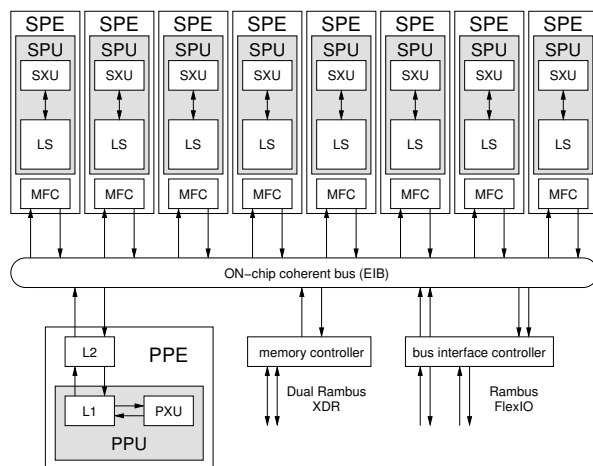 SPE SPE SPE SPE SPE SPE SPE SPE
SPU SPU SPU SPU SPU SPU SPU SPU
SXU SXU SXU SXU SXU SXU SXU SXU
LS LS LS LS LS LS LS LS
MFC MFC MFC MFC MFC MFC MFC MFC
ON−chip coherent bus (EIB)
L2 PPE memory controller bus interface controller
Dual Rambus
XDR
Rambus
FlexIO
L1 PXU
PPU